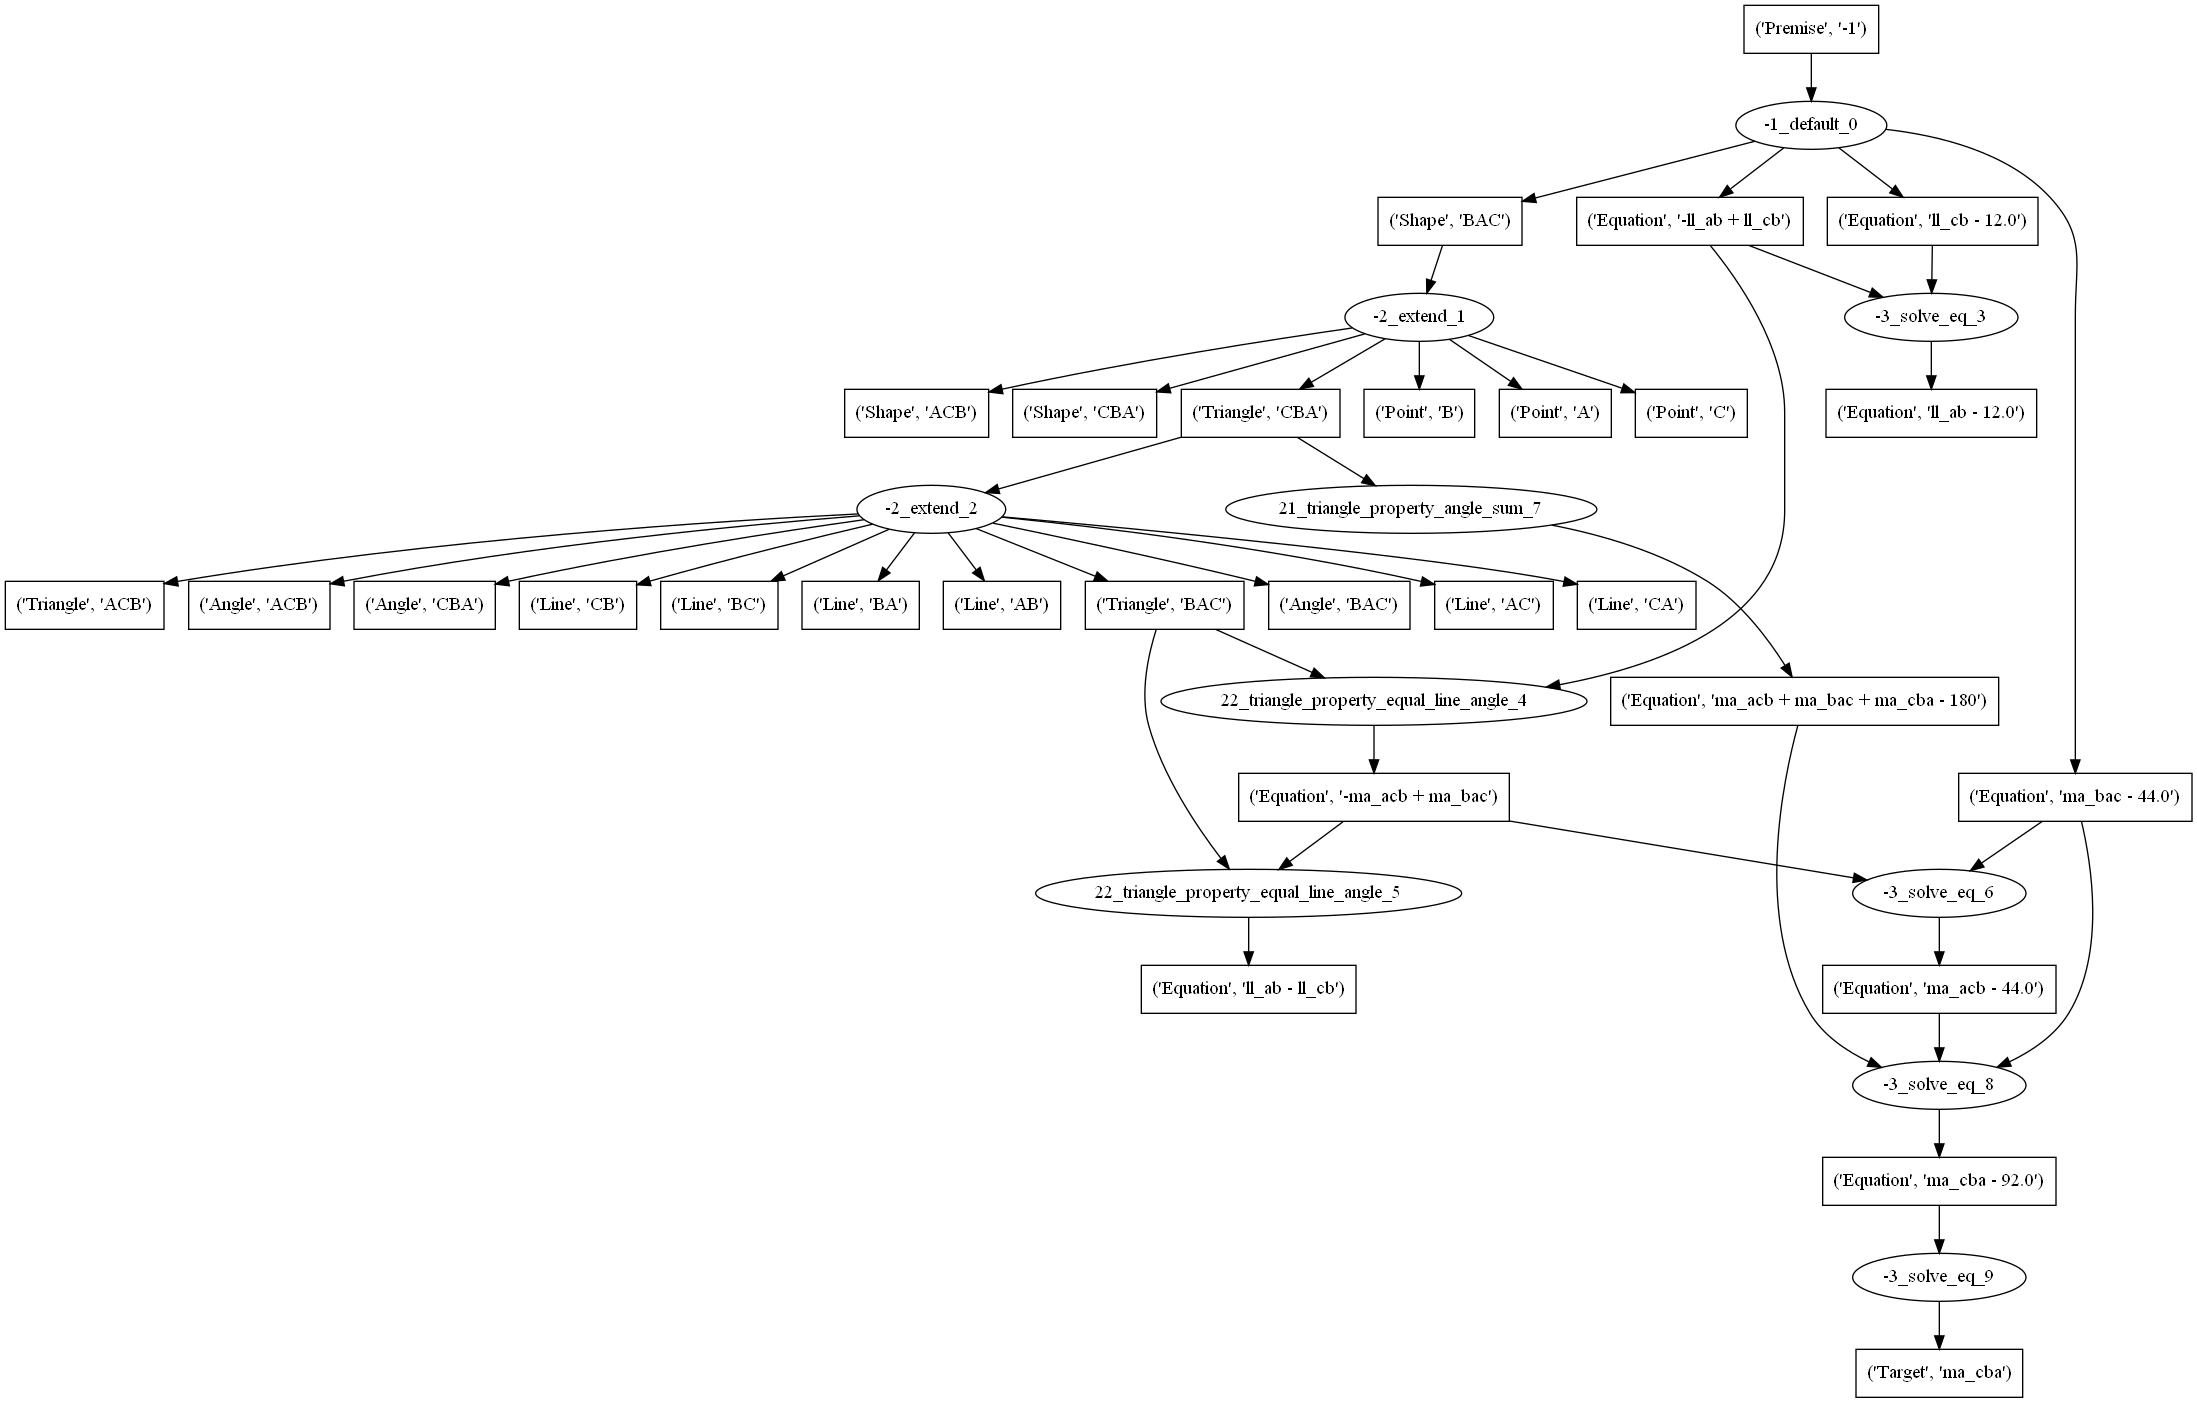 ('Premise', '-1')
-1_default_0
('Shape', 'BAC')
('Equation', '-ll_ab + ll_cb')
('Equation', 'll_cb - 12.0')
-2_extend_1
-3_solve_eq_3
('Shape', 'ACB')
('Shape', 'CBA')
('Triangle', 'CBA')
('Point', 'B')
('Point', 'A')
('Point', 'C')
('Equation', 'll_ab - 12.0')
-2_extend_2
21_triangle_property_angle_sum_7
('Triangle', 'ACB')
('Angle', 'ACB')
('Angle', 'CBA')
('Line', 'CB')
('Line', 'BC')
('Line', 'BA')
('Line', 'AB')
('Triangle', 'BAC')
('Angle', 'BAC')
('Line', 'AC')
('Line', 'CA')
22_triangle_property_equal_line_angle_4
('Equation', 'ma_acb + ma_bac + ma_cba - 180')
('Equation', '-ma_acb + ma_bac')
('Equation', 'ma_bac - 44.0')
22_triangle_property_equal_line_angle_5
-3_solve_eq_6
('Equation', 'll_ab - ll_cb')
('Equation', 'ma_acb - 44.0')
-3_solve_eq_8
('Equation', 'ma_cba - 92.0')
-3_solve_eq_9
('Target', 'ma_cba')